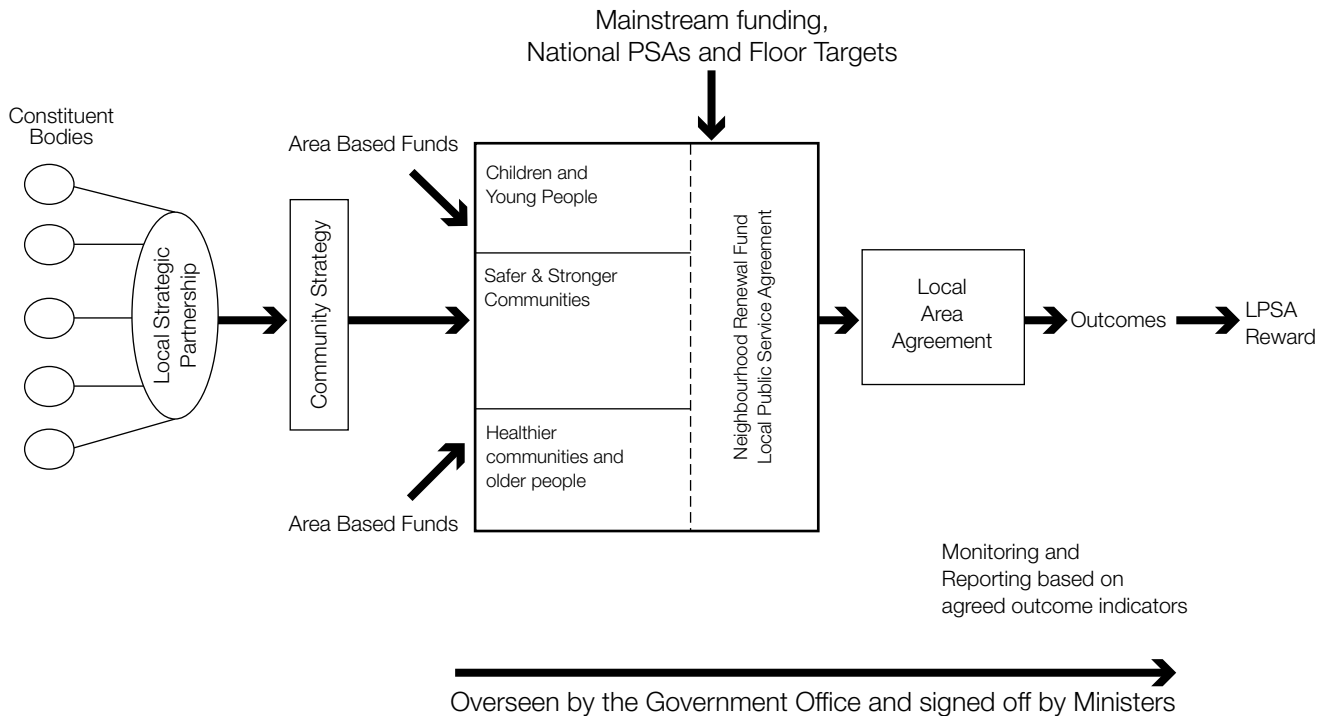 Mainstream funding,
National PSAs and Floor Targets
Constituent
Bodies
Area Based Funds
Local Strategic
Partnership
Community Strategy
Children and
Young People
Safer & Stronger
Communities
Healthier
communities and
older people
Area Based Funds
Neighbourhood Renewal Fund
Local Public Service Agreement
Local
Area
Agreement
Outcomes
LPSA
Reward
Monitoring and
Reporting based on
agreed outcome indicators
Overseen by the Government Office and signed off by Ministers